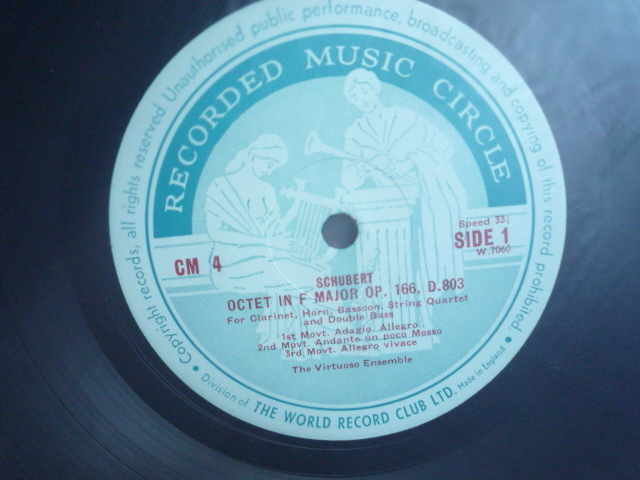 Copyright records, all rights reserved Unauthorised public performance, broadcasting and copying of this record prohibited.
RECORDED MUSIC CIRCLE
Speed 33⅓
SIDE 1
W.7060
CM 4
SCHUBERT
OCTET IN F MAJOR OP. 166. D.803
For Clarinet, Horn, Bassoon, String Quartet
and Double Bass
1st Movt. Adagio. Allegro
2nd Movt. Andante un poco Mosso
3rd Movt. Allegro vivace
The Virtuoso Ensemble
Division of THE WORLD RECORD CLUB LTD. Made in England